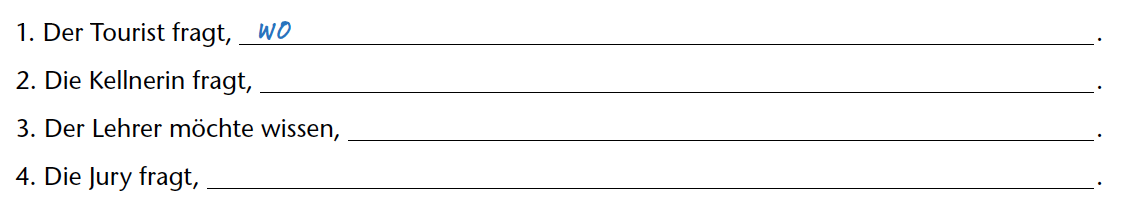 1. Der Tourist fragt, wo .
2. Die Kellnerin fragt, .
3. Der Lehrer möchte wissen, .
4. Die Jury fragt, .